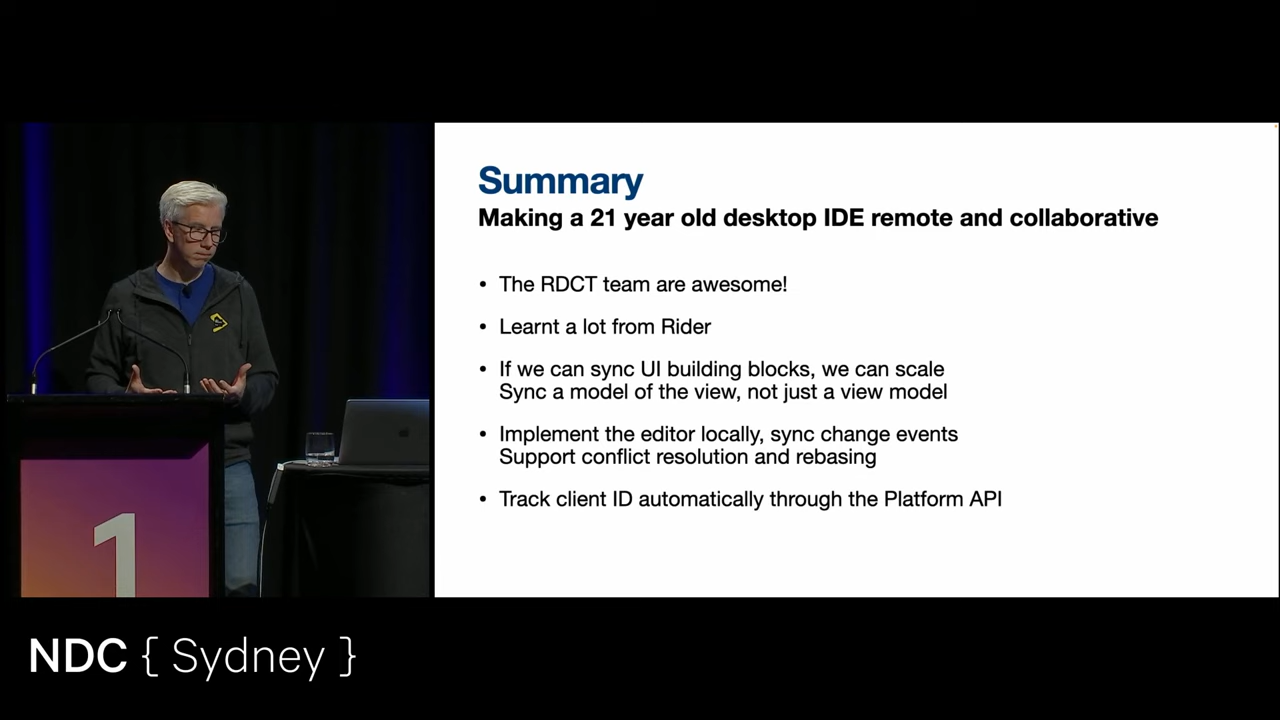 Summary
Making a 21 year old desktop IDE remote and collaborative
• The RDCT team are awesome!
• Learnt a lot from Rider
• If we can sync UI building blocks, we can scale
Sync a model of the view, not just a view model
• Implement the editor locally, sync change events
Support conflict resolution and rebasing
• Track client ID automatically through the Platform API
1
NDC { Sydney }